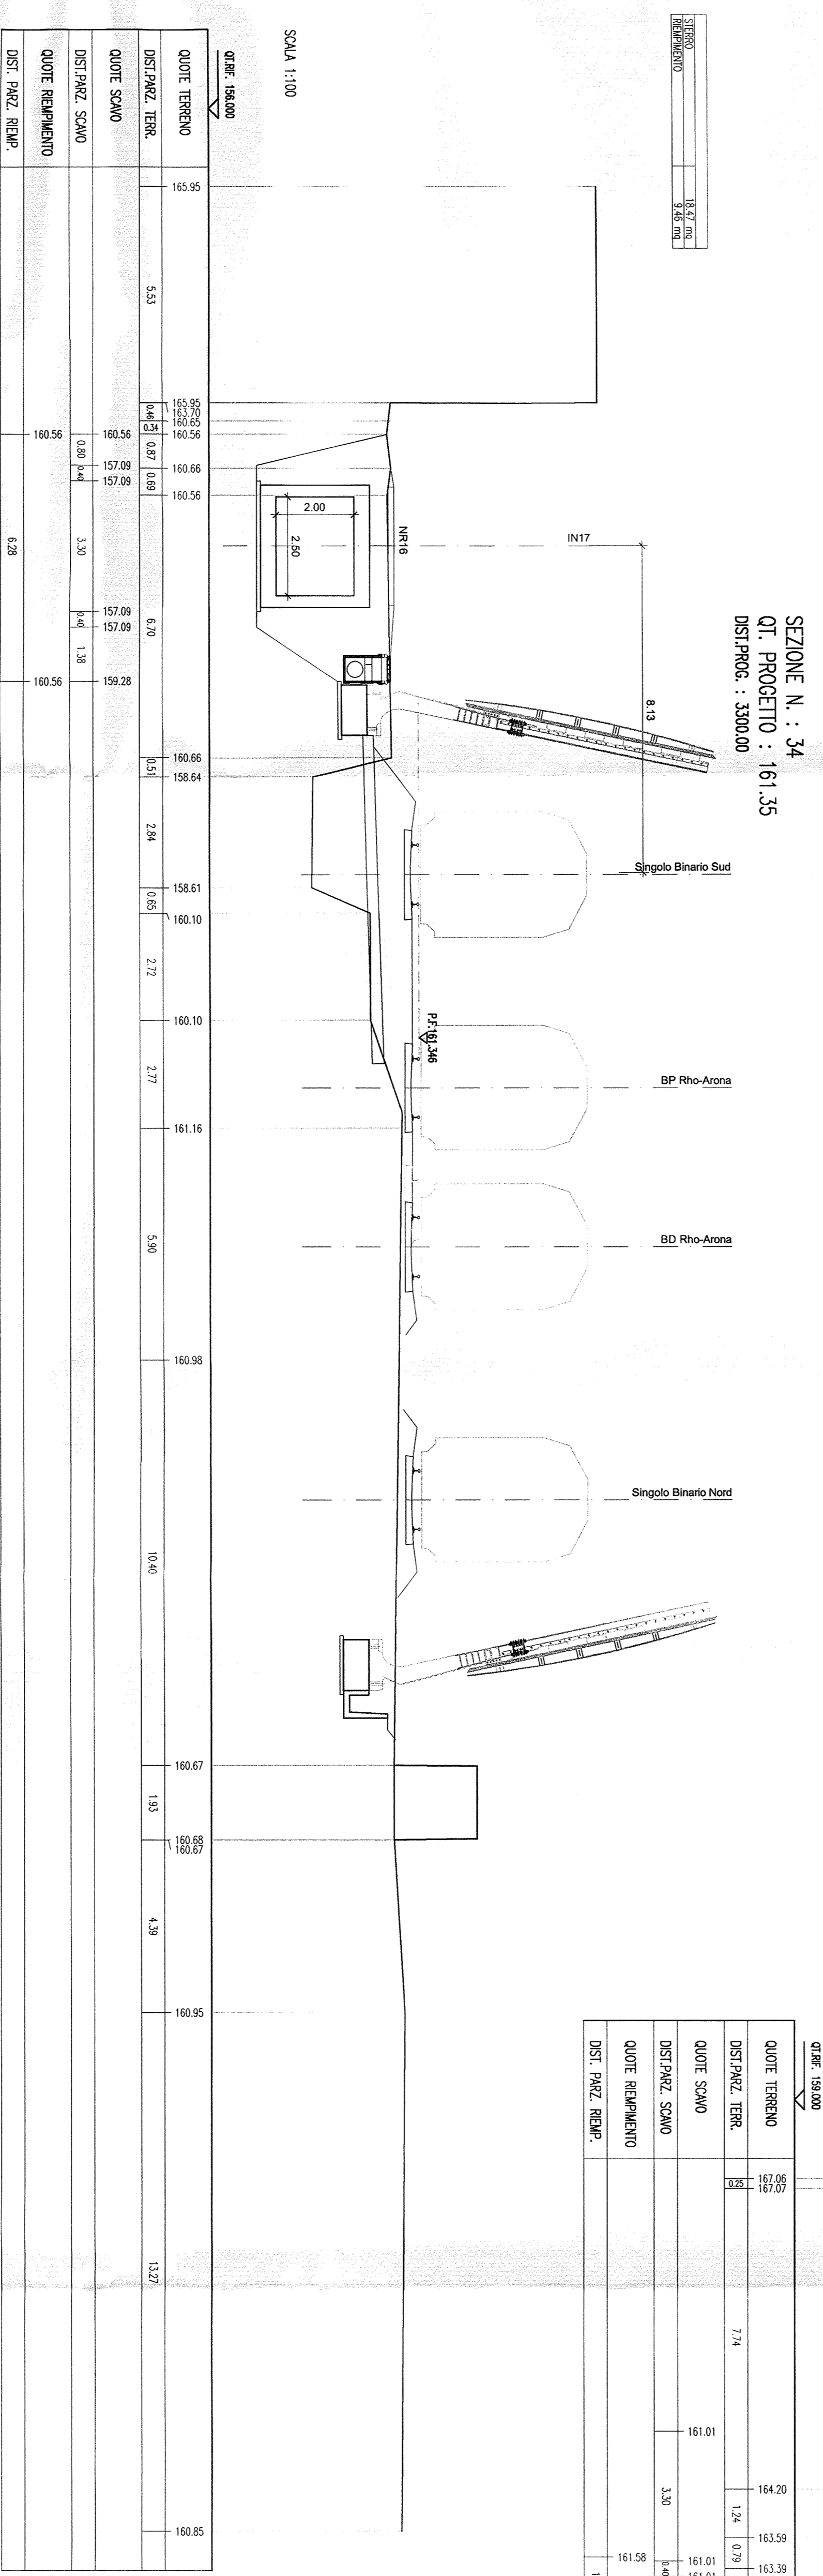 STERRO 18.47 mq
RIEMPIMENTO 9.46 mq
SEZIONE N. : 34
QT. PROGETTO : 161.35
DIST.PROG. : 3300.00
8.13
IN17
NR16
2.00
2.50
Singolo Binario Sud
BP Rho-Arona
BD Rho-Arona
Singolo Binario Nord
P.F.161.346
SCALA 1:100
QT.RIF. 156.000
QUOTE TERRENO 165.95 165.95 163.70 160.65 160.56 160.66 160.56 160.66 158.64 158.61 160.10 160.10 161.16 160.98 160.67 160.68 160.67 160.95 160.85
DIST.PARZ. TERR. 5.53 0.46 0.34 0.87 0.69 6.70 0.51 2.84 0.65 2.72 2.77 5.90 10.40 1.93 4.39 13.27
QUOTE SCAVO 160.56 157.09 157.09 157.09 157.09 159.28
DIST.PARZ. SCAVO 0.80 0.40 3.30 0.40 1.38
QUOTE RIEMPIMENTO 160.56 160.56
DIST. PARZ. RIEMP. 6.28
QT.RIF. 159.000
QUOTE TERRENO 167.06 167.07 164.20 163.59 163.39
DIST.PARZ. TERR. 0.25 7.74 1.24 0.79
QUOTE SCAVO 161.01 161.01
DIST.PARZ. SCAVO 3.30 0.40
QUOTE RIEMPIMENTO 161.58
DIST. PARZ. RIEMP.